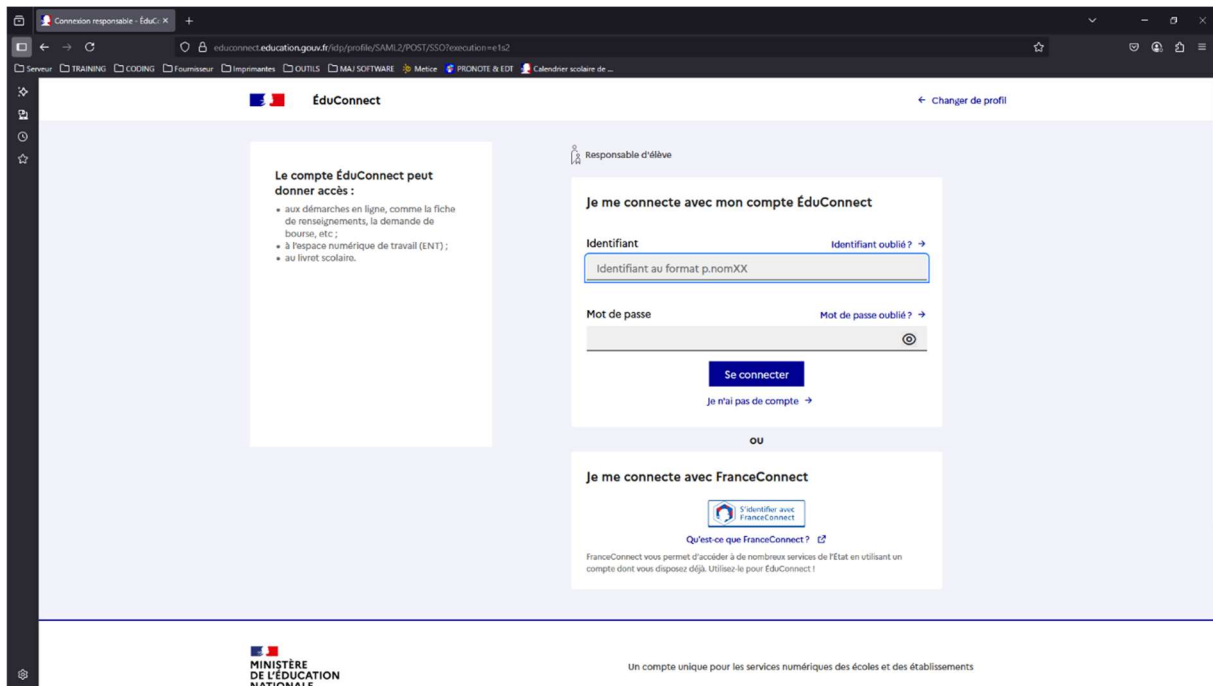 Connexion responsable - ÉduCo
educonnect.education.gouv.fr/idp/profile/SAML2/POST/SSO?execution=e1s2
Serveur TRAINING CODING Fournisseur Imprimantes OUTILS MAJ SOFTWARE Metice PRONOTE & EDT Calendrier scolaire de ...
ÉduConnect
Changer de profil
Le compte ÉduConnect peut
donner accès :
• aux démarches en ligne, comme la fiche
de renseignements, la demande de
bourse, etc ;
• à l'espace numérique de travail (ENT) ;
• au livret scolaire.
Responsable d'élève
Je me connecte avec mon compte ÉduConnect
Identifiant Identifiant oublié ?
Identifiant au format p.nomXX
Mot de passe Mot de passe oublié ?
Se connecter
Je n'ai pas de compte
ou
Je me connecte avec FranceConnect
S'identifier avec
FranceConnect
Qu'est-ce que FranceConnect ?
FranceConnect vous permet d'accéder à de nombreux services de l'État en utilisant un
compte dont vous disposez déjà. Utilisez-le pour ÉduConnect !
MINISTÈRE
DE L'ÉDUCATION
NATIONALE
Un compte unique pour les services numériques des écoles et des établissements